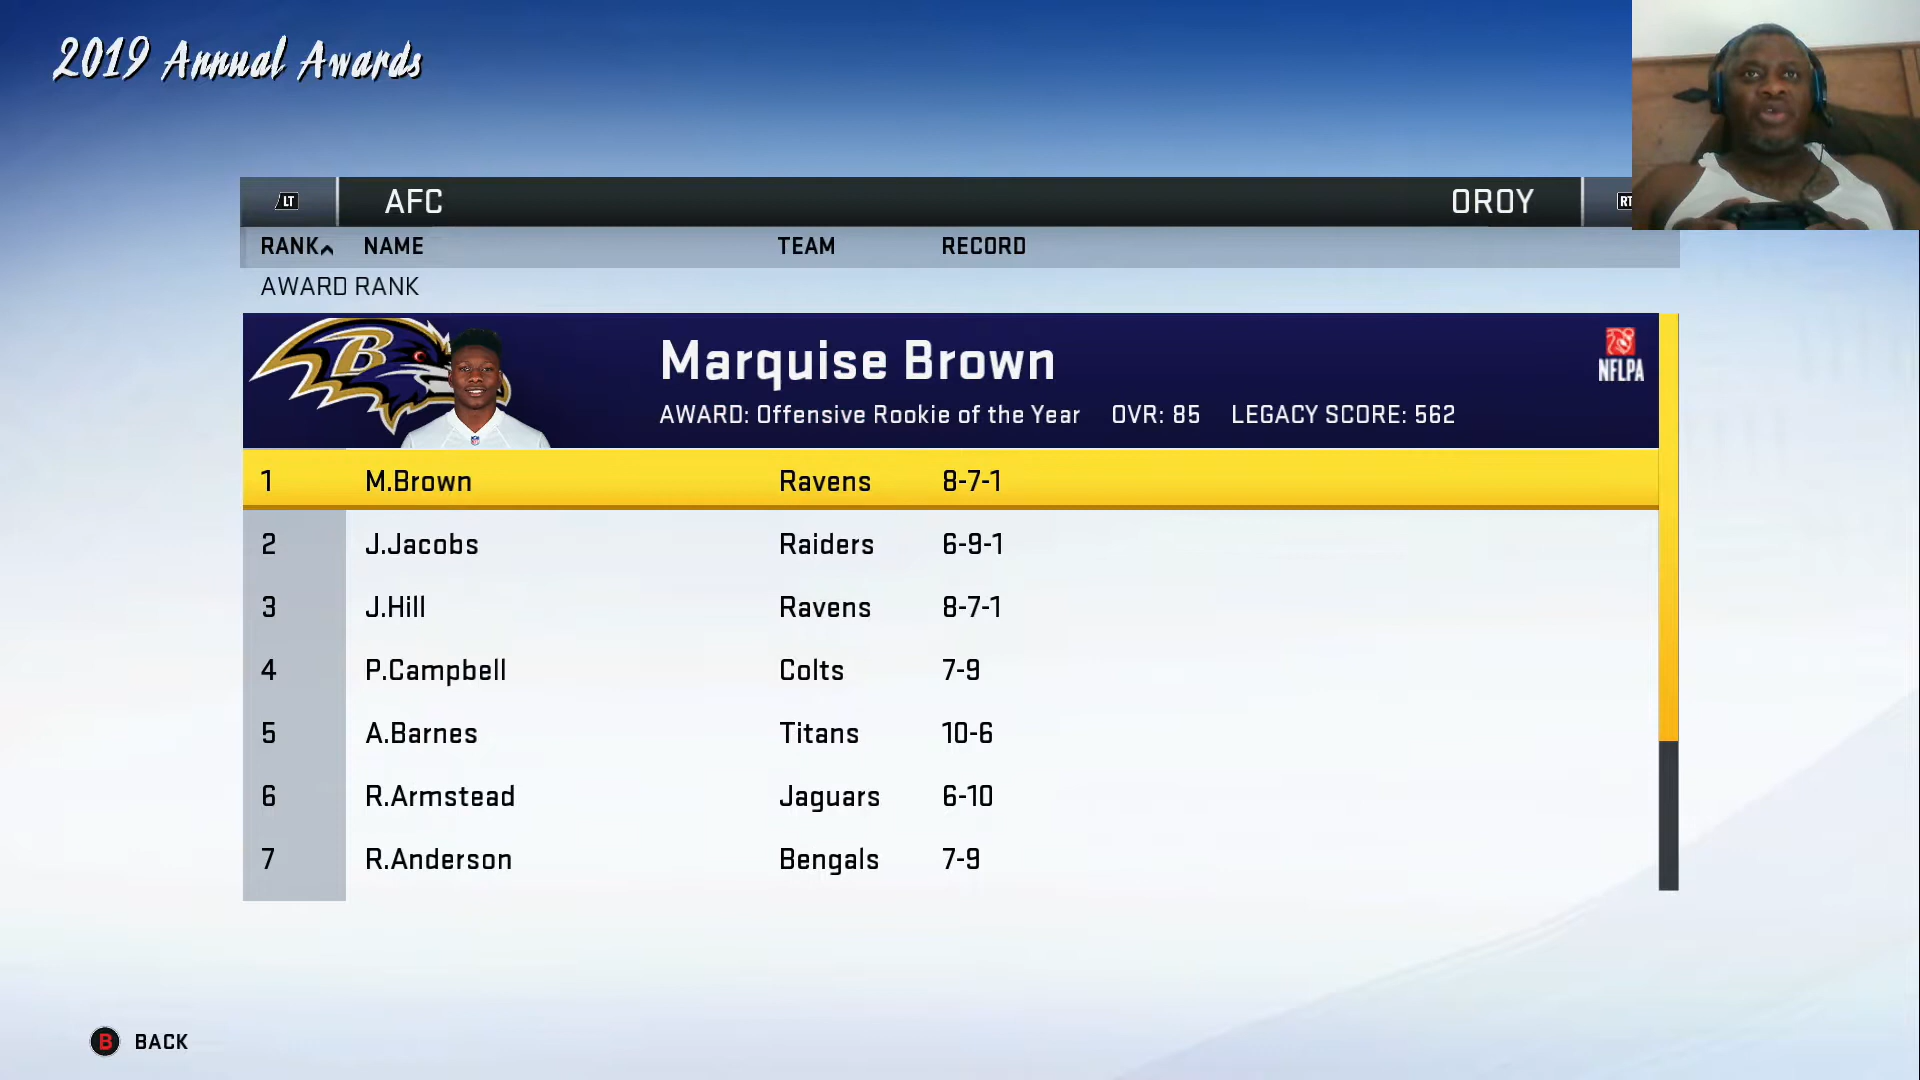 2019 Annual Awards
LT AFC OROY RT
RANK NAME TEAM RECORD
AWARD RANK
B
Marquise Brown
AWARD: Offensive Rookie of the Year OVR: 85 LEGACY SCORE: 562
NFLPA
1 M.Brown Ravens 8-7-1
2 J.Jacobs Raiders 6-9-1
3 J.Hill Ravens 8-7-1
4 P.Campbell Colts 7-9
5 A.Barnes Titans 10-6
6 R.Armstead Jaguars 6-10
7 R.Anderson Bengals 7-9
B BACK